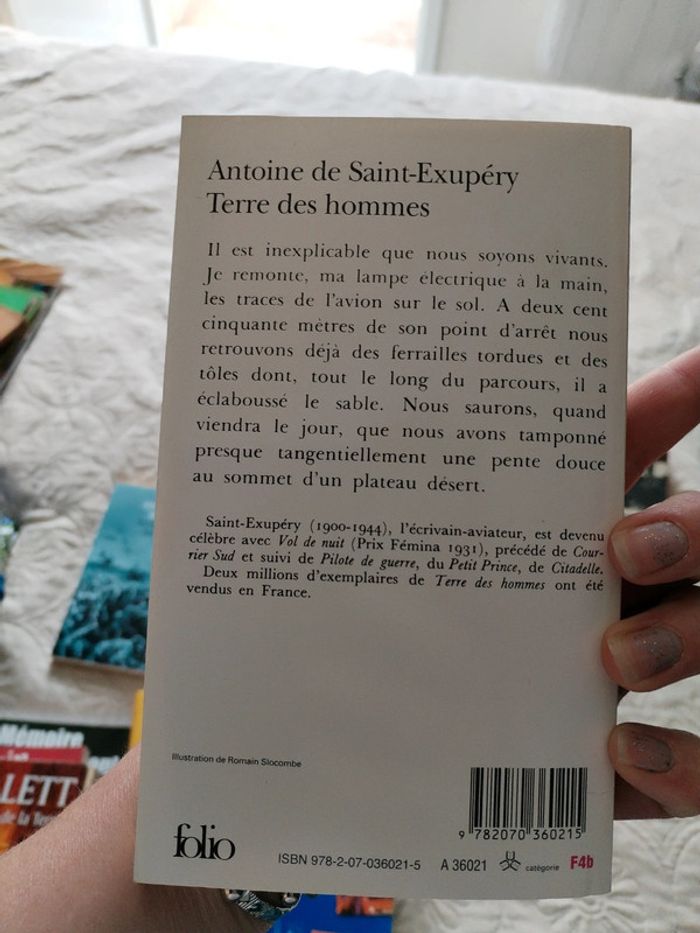 Antoine de Saint-Exupéry
Terre des hommes
Il est inexplicable que nous soyons vivants.
Je remonte, ma lampe électrique à la main,
les traces de l'avion sur le sol. A deux cent
cinquante mètres de son point d'arrêt nous
retrouvons déjà des ferrailles tordues et des
tôles dont, tout le long du parcours, il a
éclaboussé le sable. Nous saurons, quand
viendra le jour, que nous avons tamponné
presque tangentiellement une pente douce
au sommet d'un plateau désert.
Saint-Exupéry (1900-1944), l'écrivain-aviateur, est devenu
célèbre avec Vol de nuit (Prix Fémina 1931), précédé de Cour-
rier Sud et suivi de Pilote de guerre, du Petit Prince, de Citadelle.
Deux millions d'exemplaires de Terre des hommes ont été
vendus en France.
Mémoire
LETT
de la Terre
Illustration de Romain Slocombe
9 782070 360215
folio
ISBN 978-2-07-036021-5 A 36021 catégorie F4b